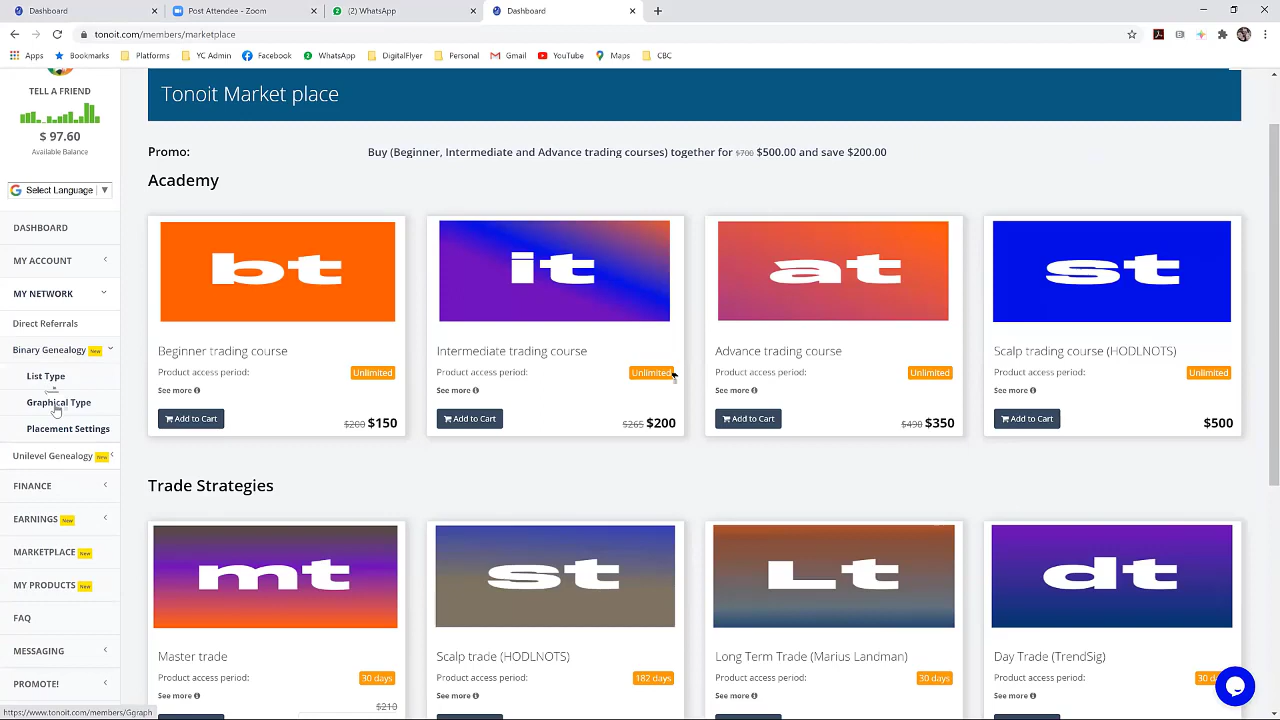 Dashboard
Post Attendee - Zoom
(2) WhatsApp
Dashboard
tonoit.com/members/marketplace
Apps
Bookmarks
Platforms
YC Admin
Facebook
WhatsApp
DigitalFlyer
Personal
Gmail
YouTube
Maps
CBC
TELL A FRIEND
$ 97.60
Available Balance
Select Language
DASHBOARD
MY ACCOUNT
MY NETWORK
Direct Referrals
Binary Genealogy New
List Type
Graphical Type
Placement Settings
Unilevel Genealogy New
FINANCE
EARNINGS New
MARKETPLACE New
MY PRODUCTS New
FAQ
MESSAGING
PROMOTE!
https://www.tonoit.com/members/Ggraph
Tonoit Market place
Promo: Buy (Beginner, Intermediate and Advance trading courses) together for $700 $500.00 and save $200.00
Academy
bt
Beginner trading course
Product access period: Unlimited
See more
Add to Cart $200 $150
it
Intermediate trading course
Product access period: Unlimited
See more
Add to Cart $265 $200
at
Advance trading course
Product access period: Unlimited
See more
Add to Cart $490 $350
st
Scalp trading course (HODLNOTS)
Product access period: Unlimited
See more
Add to Cart $500
Trade Strategies
mt
Master trade
Product access period: 30 days
See more
$210
st
Scalp trade (HODLNOTS)
Product access period: 182 days
See more
Lt
Long Term Trade (Marius Landman)
Product access period: 30 days
See more
dt
Day Trade (TrendSig)
Product access period: 30
See more